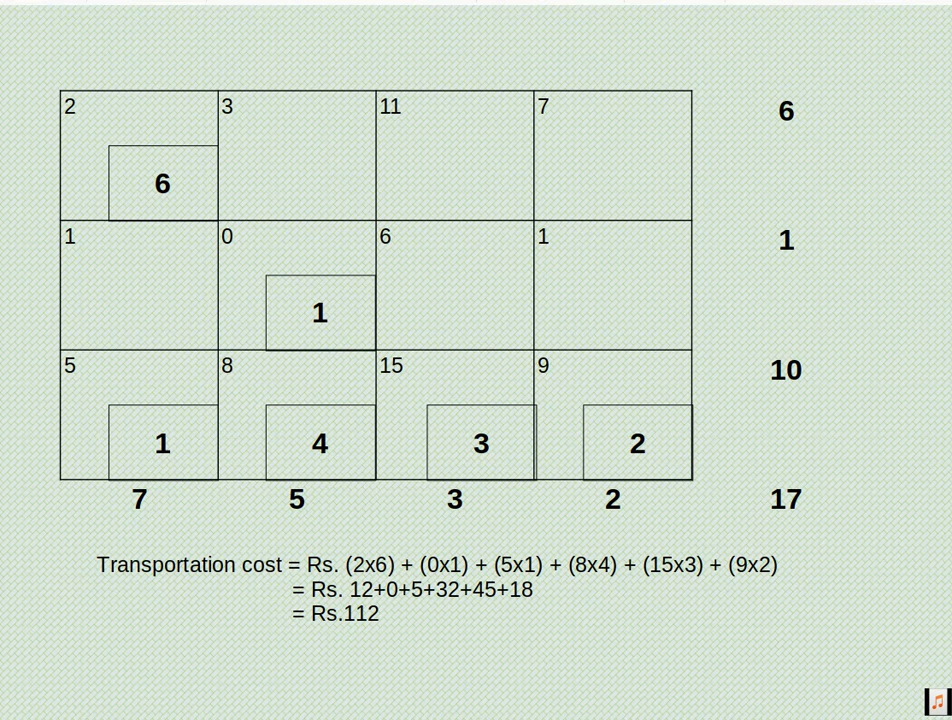 2 3 11 7 6
6
1 0 6 1 1
1
5 8 15 9 10
1 4 3 2
7 5 3 2 17
Transportation cost = Rs. (2x6) + (0x1) + (5x1) + (8x4) + (15x3) + (9x2)
= Rs. 12+0+5+32+45+18
= Rs.112